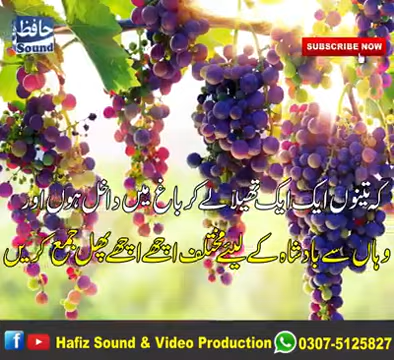 حافظ
Sound
SUBSCRIBE NOW
کہ تینوں ایک ایک تھیلا لے کر باغ میں داخل ہوں اور
وہاں سے بادشاہ کے لیئے مختلف اچھے اچھے پھل جمع کریں
Hafiz Sound & Video Production 0307-5125827